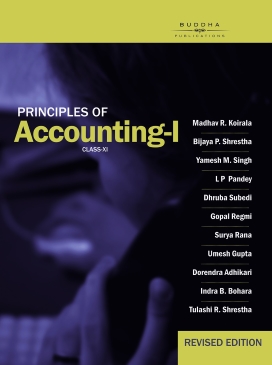 BUDDHA
PUBLICATIONS
PRINCIPLES OF
Accounting-I
CLASS-XI
Madhav R. Koirala
Bijaya P. Shrestha
Yamesh M. Singh
I. P Pandey
Dhruba Subedi
Gopal Regmi
Surya Rana
Umesh Gupta
Dorendra Adhikari
Indra B. Bohara
Tulashi R. Shrestha
REVISED EDITION